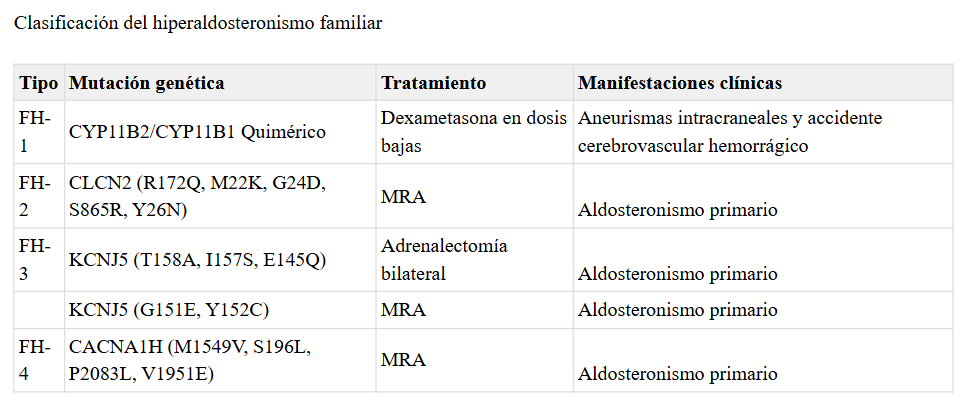 Clasificación del hiperaldosteronismo familiar
Tipo Mutación genética Tratamiento Manifestaciones clínicas
FH-
1
CYP11B2/CYP11B1 Quimérico
Dexametasona en dosis
bajas
Aneurismas intracraneales y accidente
cerebrovascular hemorrágico
FH-
2
CLCN2 (R172Q, M22K, G24D,
S865R, Y26N)
MRA
Aldosteronismo primario
FH-
3
KCNJ5 (T158A, I157S, E145Q)
Adrenalectomía
bilateral
Aldosteronismo primario
KCNJ5 (G151E, Y152C)
MRA
Aldosteronismo primario
FH-
4
CACNA1H (M1549V, S196L,
P2083L, V1951E)
MRA
Aldosteronismo primario